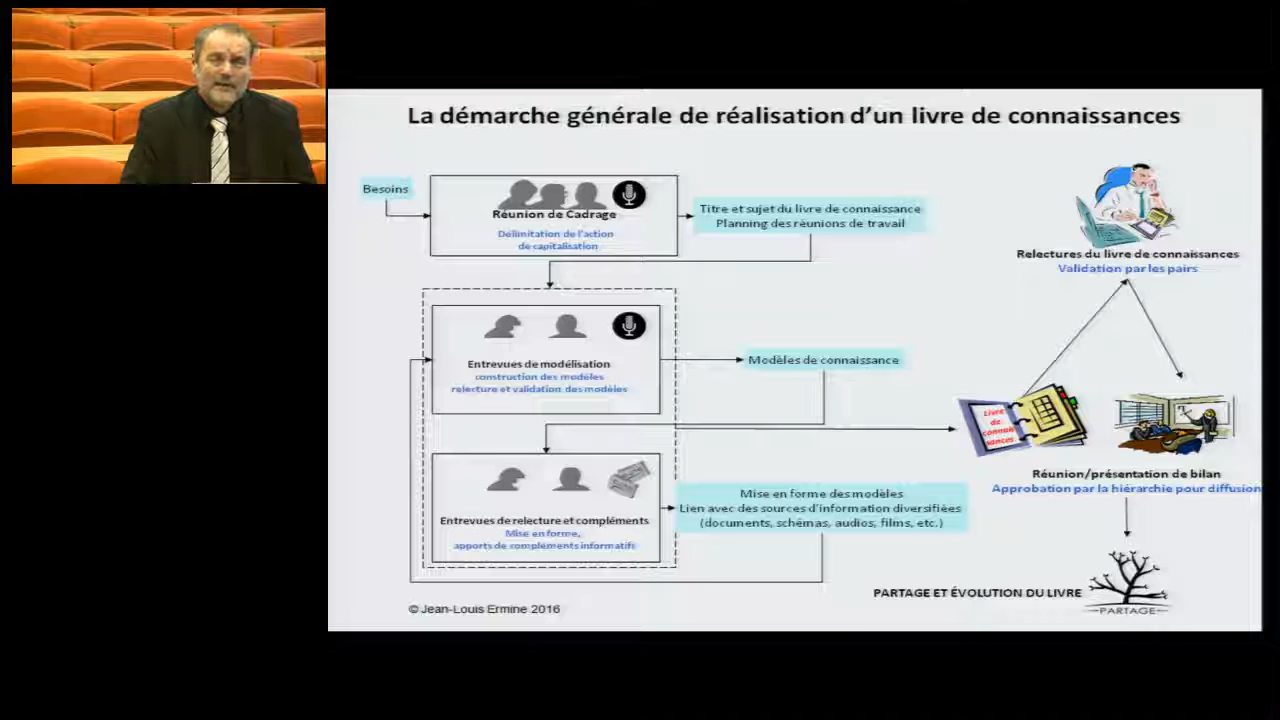 La démarche générale de réalisation d'un livre de connaissances
Besoins
Réunion de Cadrage
Délimitation de l'action
de capitalisation
Titre et sujet du livre de connaissance
Planning des réunions de travail
Relectures du livre de connaissances
Validation par les pairs
Entrevues de modélisation
construction des modèles
relecture et validation des modèles
Modèles de connaissance
Livre
de
connais
sances
Réunion/présentation de bilan
Approbation par la hiérarchie pour diffusion
Entrevues de relecture et compléments
Mise en forme,
apports de compléments informatifs
Mise en forme des modèles
Lien avec des sources d'information diversifiées
(documents, schémas, audios, films, etc.)
PARTAGE ET ÉVOLUTION DU LIVRE
PARTAGE
© Jean-Louis Ermine 2016